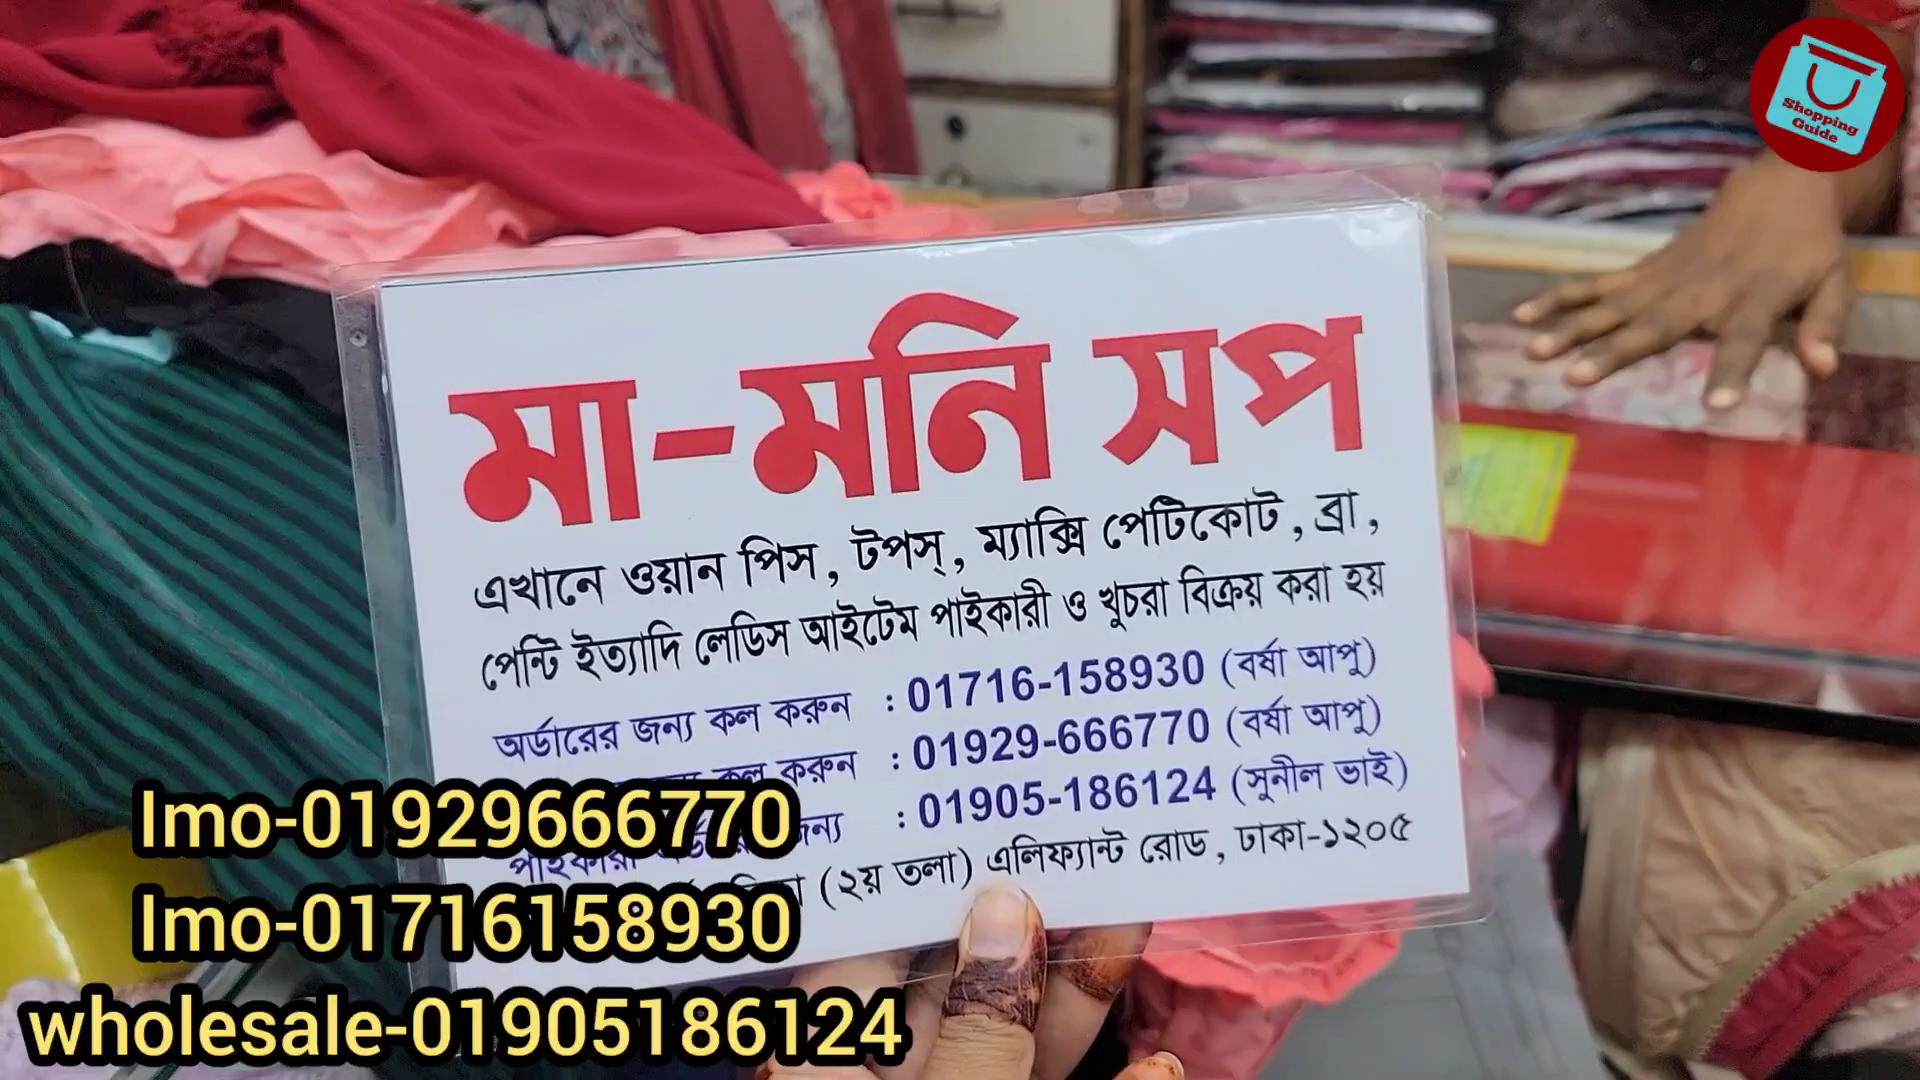 Shopping
Guide
মা-মনি সপ
এখানে ওয়ান পিস, টপস্, ম্যাক্সি পেটিকোট, ব্রা,
পেন্টি ইত্যাদি লেডিস আইটেম পাইকারী ও খুচরা বিক্রয় করা হয়
অর্ডারের জন্য কল করুন : 01716-158930 (বর্ষা আপু)
কল করুন : 01929-666770 (বর্ষা আপু)
পাইকারী জন্য : 01905-186124 (সুনীল ভাই)
(২য় তলা) এলিফ্যান্ট রোড, ঢাকা-১২০৫
Imo-01929666770
Imo-01716158930
wholesale-01905186124